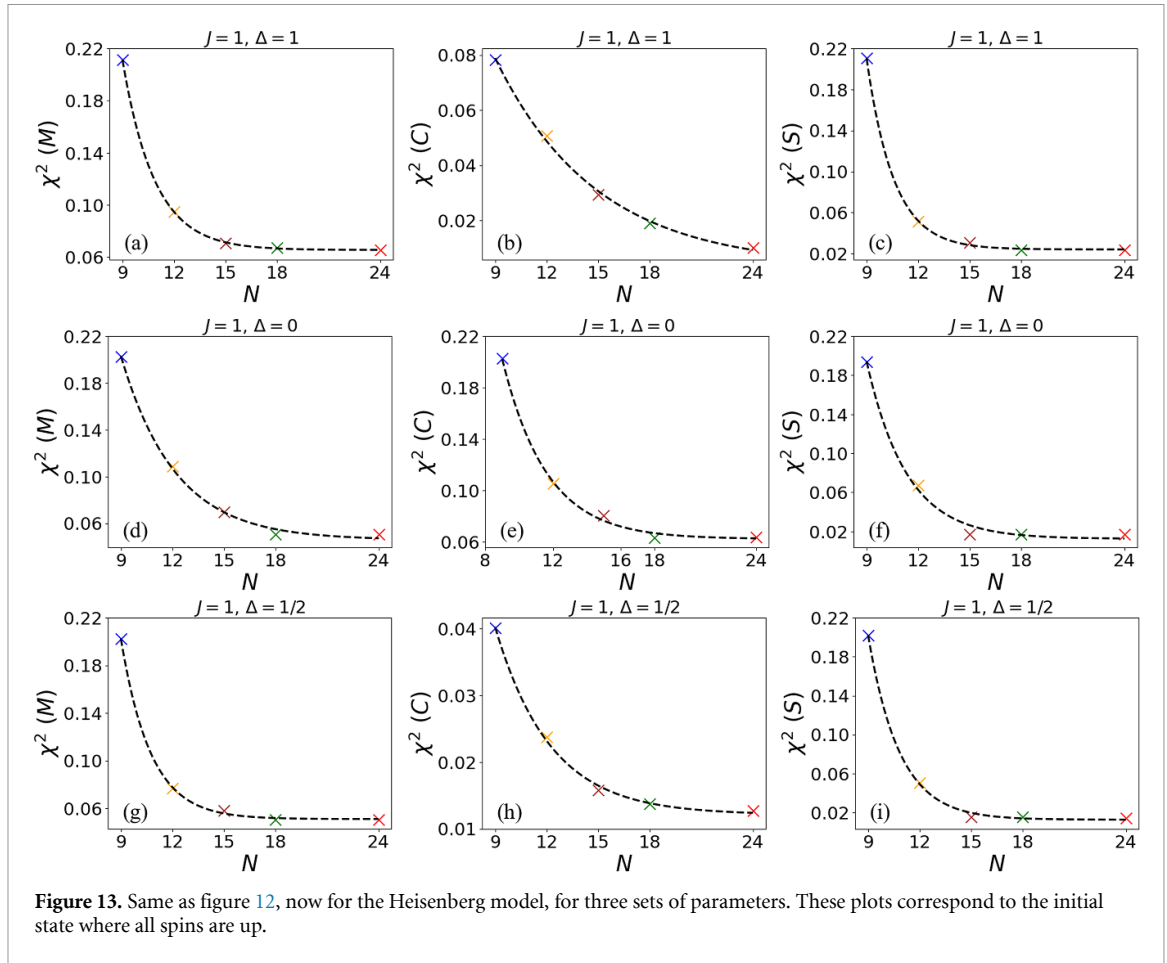 J = 1, Δ = 1
J = 1, Δ = 1
J = 1, Δ = 1
0.22
0.18
0.14
0.10
0.06
χ² (M)
(a)
9 12 15 18 24
N
0.08
0.06
0.04
0.02
χ² (C)
(b)
9 12 15 18 24
N
0.22
0.18
0.14
0.10
0.06
0.02
χ² (S)
(c)
9 12 15 18 24
N
J = 1, Δ = 0
J = 1, Δ = 0
J = 1, Δ = 0
0.22
0.18
0.14
0.10
0.06
χ² (M)
(d)
9 12 15 18 24
N
0.22
0.18
0.14
0.10
0.06
χ² (C)
(e)
8 12 16 15 18 24
N
0.22
0.18
0.14
0.10
0.06
0.02
χ² (S)
(f)
9 12 15 18 24
N
J = 1, Δ = 1/2
J = 1, Δ = 1/2
J = 1, Δ = 1/2
0.22
0.18
0.14
0.10
0.06
χ² (M)
(g)
9 12 15 18 24
N
0.04
0.03
0.02
0.01
χ² (C)
(h)
9 12 15 18 24
N
0.22
0.18
0.14
0.10
0.06
0.02
χ² (S)
(i)
9 12 15 18 24
N
Figure 13. Same as figure 12, now for the Heisenberg model, for three sets of parameters. These plots correspond to the initial
state where all spins are up.